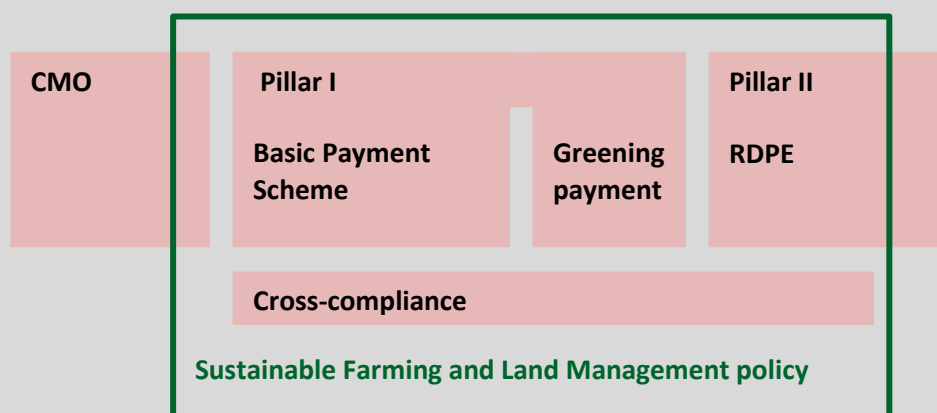 CMO
Pillar I
Basic Payment
Scheme
Greening
payment
Pillar II
RDPE
Cross-compliance
Sustainable Farming and Land Management policy